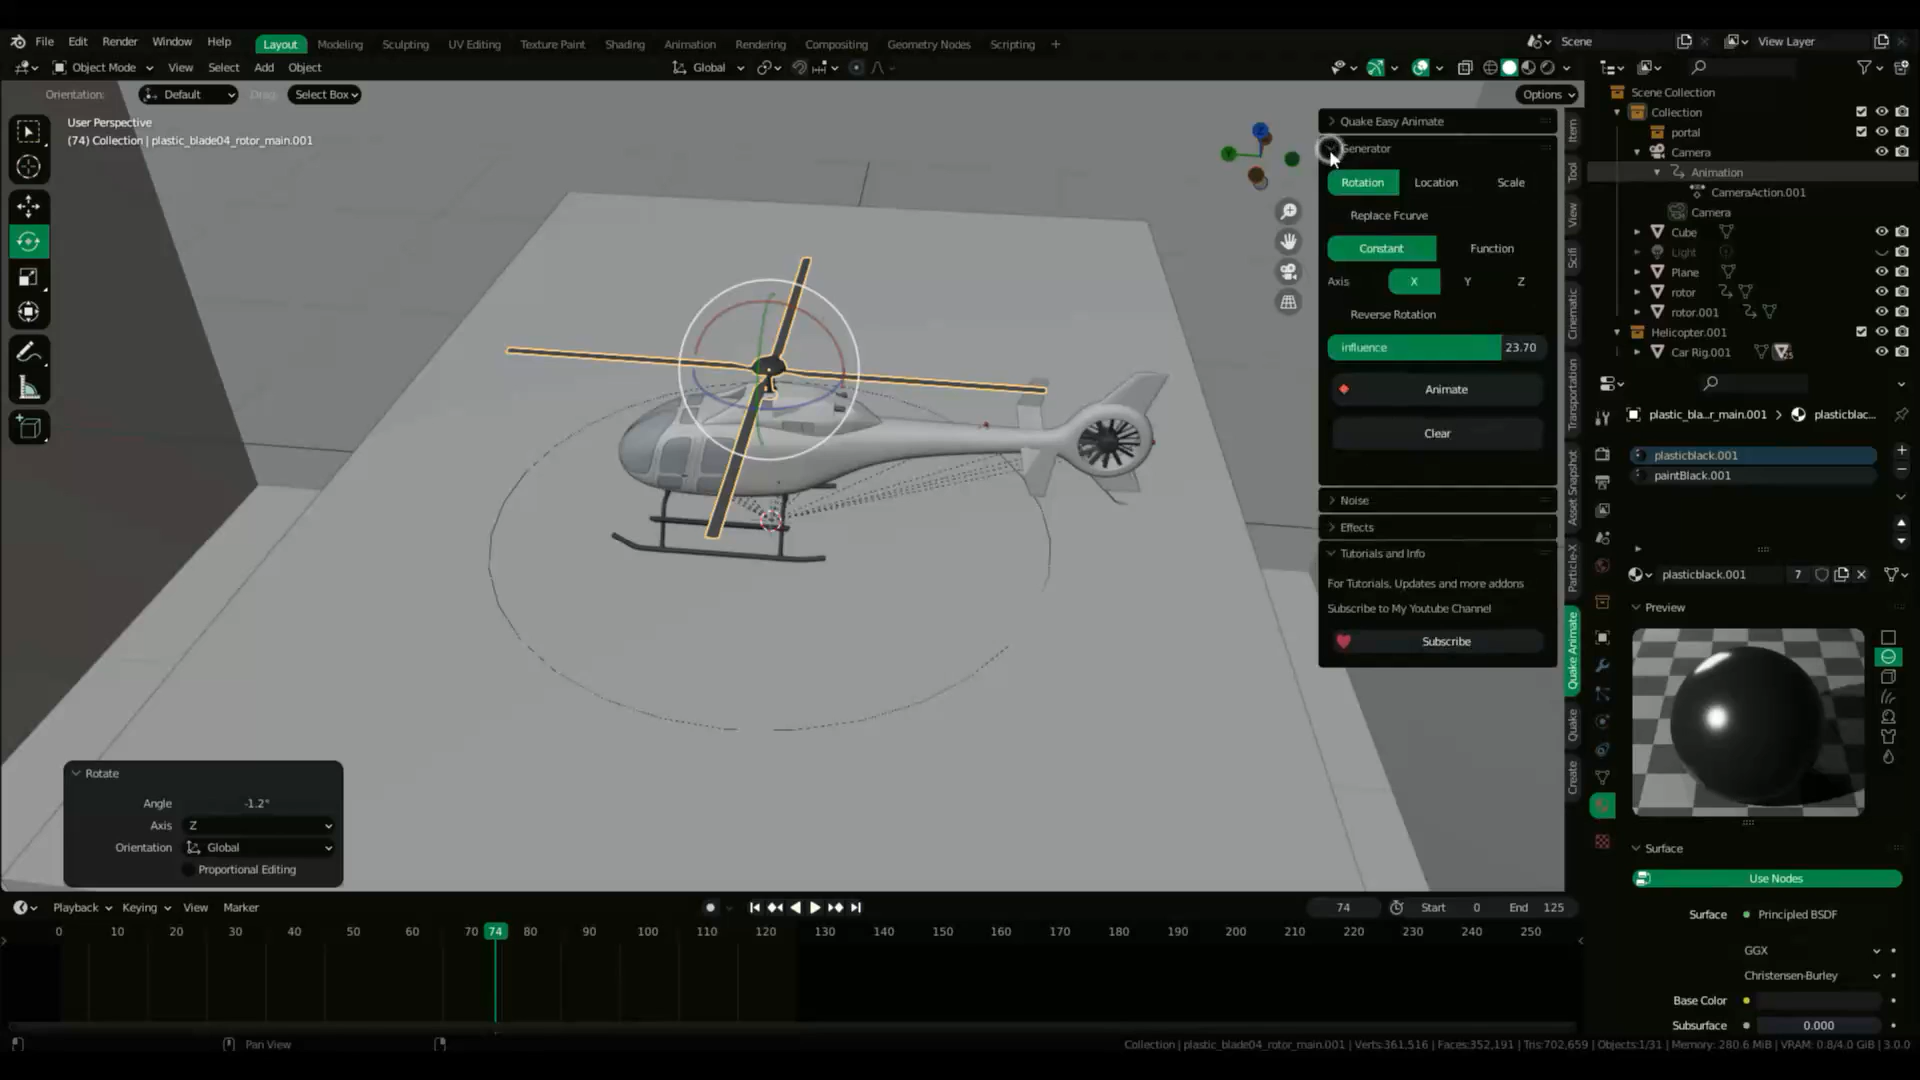 File Edit Render Window Help Layout Modeling Sculpting UV Editing Texture Paint Shading Animation Rendering Compositing Geometry Nodes Scripting + Scene View Layer
Object Mode View Select Add Object Global
Orientation: Default Drag: Select Box Options
User Perspective
(74) Collection | plastic_blade04_rotor_main.001
Quake Easy Animate
Generator
Rotation Location Scale
Replace Fcurve
Constant Function
Axis X Y Z
Reverse Rotation
influence 23.70
Animate
Clear
Noise
Effects
Tutorials and Info
For Tutorials, Updates and more addons
Subscribe to My Youtube Channel
Subscribe
Item
Tool
View
Scifi
Cinematic
Transportation
Asset Snapshot
Particle-X
Quake Animate
Quake
Create
Scene Collection
Collection
portal
Camera
Animation
CameraAction.001
Camera
Cube
Light
Plane
rotor
rotor.001
Helicopter.001
Car Rig.001
plastic_bla...r_main.001 > plasticblac...
plasticblack.001
paintBlack.001
plasticblack.001 7
Preview
Surface
Use Nodes
Surface Principled BSDF
GGX
Christensen-Burley
Base Color
Subsurface 0.000
Rotate
Angle -1.2°
Axis Z
Orientation Global
Proportional Editing
Playback Keying View Marker 74 Start 0 End 125
0 10 20 30 40 50 60 70 74 80 90 100 110 120 130 140 150 160 170 180 190 200 210 220 230 240 250
Pan View
Collection | plastic_blade04_rotor_main.001 | Verts:361,516 | Faces:352,191 | Tris:702,659 | Objects:1/31 | Memory: 280.6 MiB | VRAM: 0.8/4.0 GiB | 3.0.0